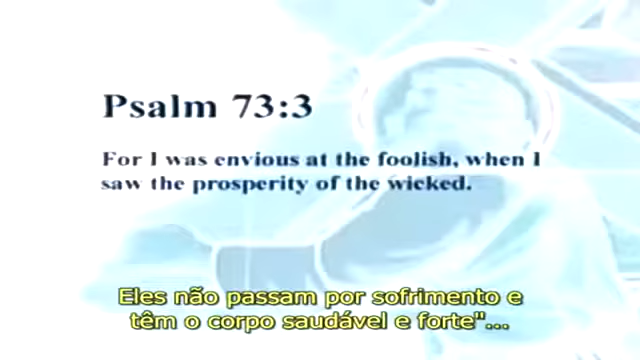 Psalm 73:3
For I was envious at the foolish, when I
saw the prosperity of the wicked.
Eles não passam por sofrimento e
têm o corpo saudável e forte"...